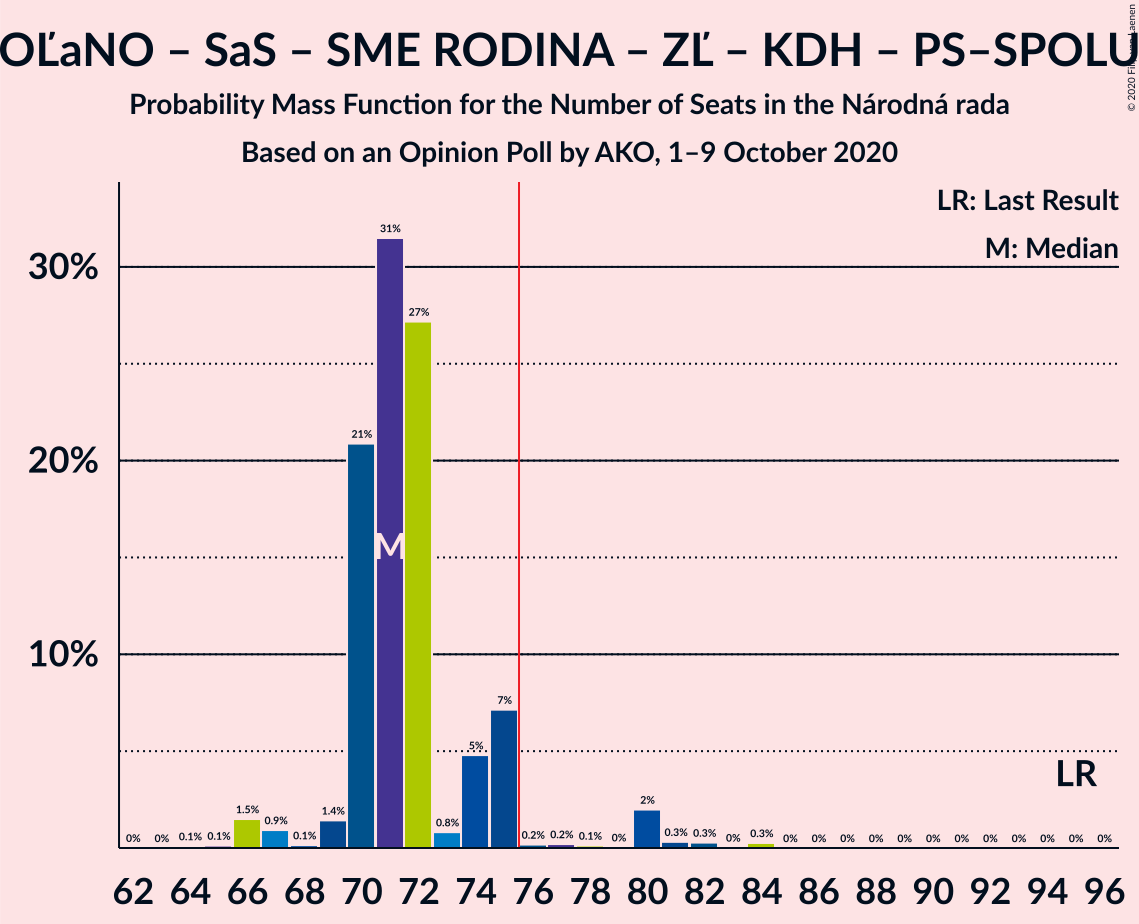 OĽaNO – SaS – SME RODINA – ZĽ – KDH – PS–SPOLU
Probability Mass Function for the Number of Seats in the Národná rada
Based on an Opinion Poll by AKO, 1–9 October 2020
© 2020 Filip van Laenen
LR: Last Result
M: Median
30%
20%
10%
0% 0% 0.1% 0.1% 1.5% 0.9% 0.1% 1.4% 21% 31% 27% 0.8% 5% 7% 0.2% 0.2% 0.1% 0% 2% 0.3% 0.3% 0% 0.3% 0% 0% 0% 0% 0% 0% 0% 0% 0% 0% 0% 0%
M
LR
62 64 66 68 70 72 74 76 78 80 82 84 86 88 90 92 94 96